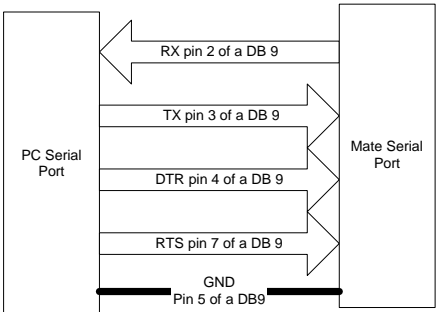 RX pin 2 of a DB 9
TX pin 3 of a DB 9
PC Serial
Port
Mate Serial
Port
DTR pin 4 of a DB 9
RTS pin 7 of a DB 9
GND
Pin 5 of a DB9